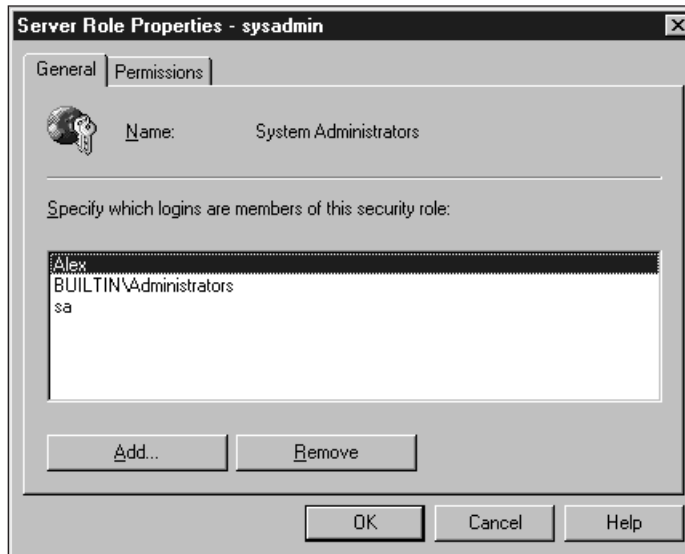 Server Role Properties - sysadmin
General Permissions
Name: System Administrators
Specify which logins are members of this security role:
Alex
BUILTIN\Administrators
sa
Add... Remove
OK Cancel Help